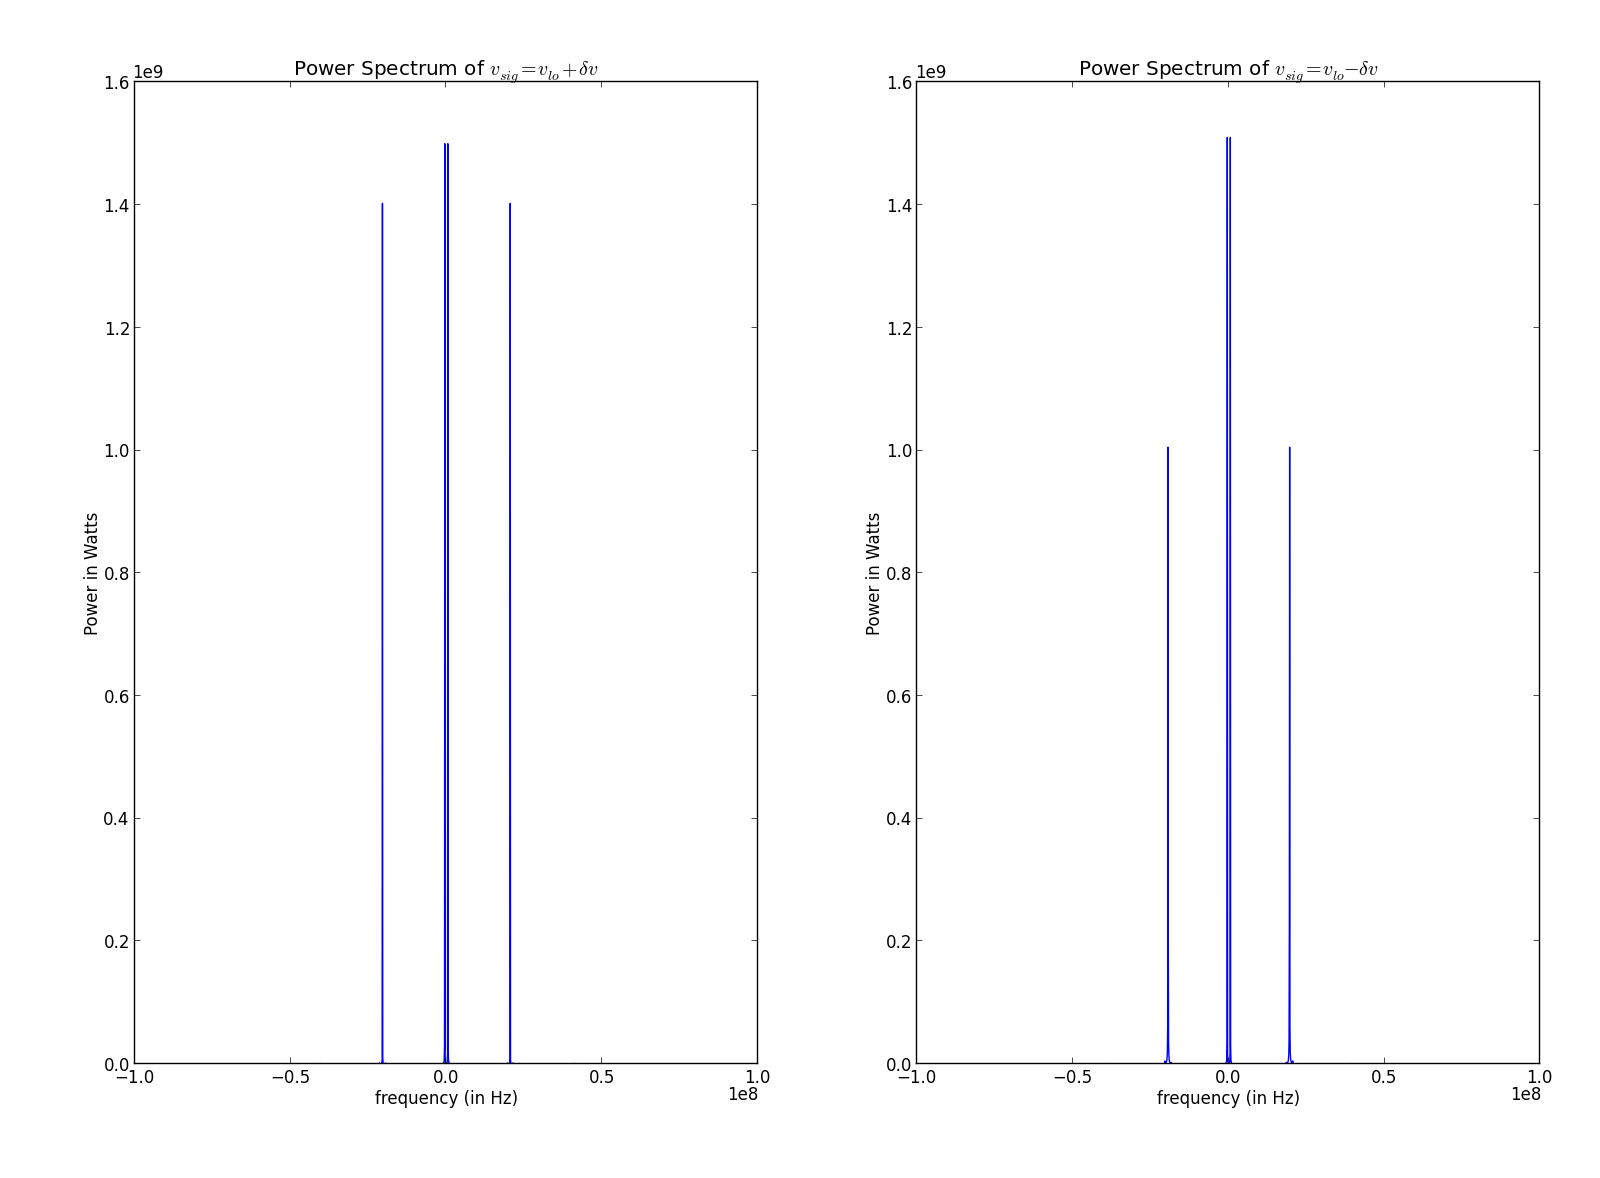 Power Spectrum of v_sig = v_lo + δv
1e9
1.6
1.4
1.2
1.0
0.8
0.6
0.4
0.2
0.0
Power in Watts
−1.0 −0.5 0.0 0.5 1.0
1e8
frequency (in Hz)
Power Spectrum of v_sig = v_lo − δv
1e9
1.6
1.4
1.2
1.0
0.8
0.6
0.4
0.2
0.0
Power in Watts
−1.0 −0.5 0.0 0.5 1.0
1e8
frequency (in Hz)